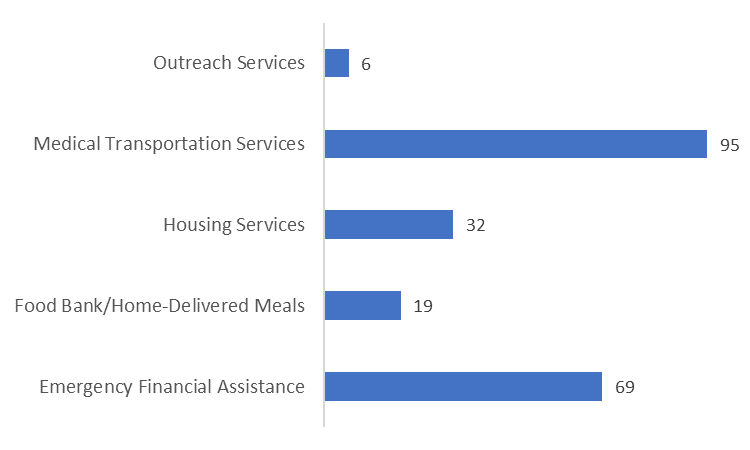 Outreach Services 6
Medical Transportation Services 95
Housing Services 32
Food Bank/Home-Delivered Meals 19
Emergency Financial Assistance 69